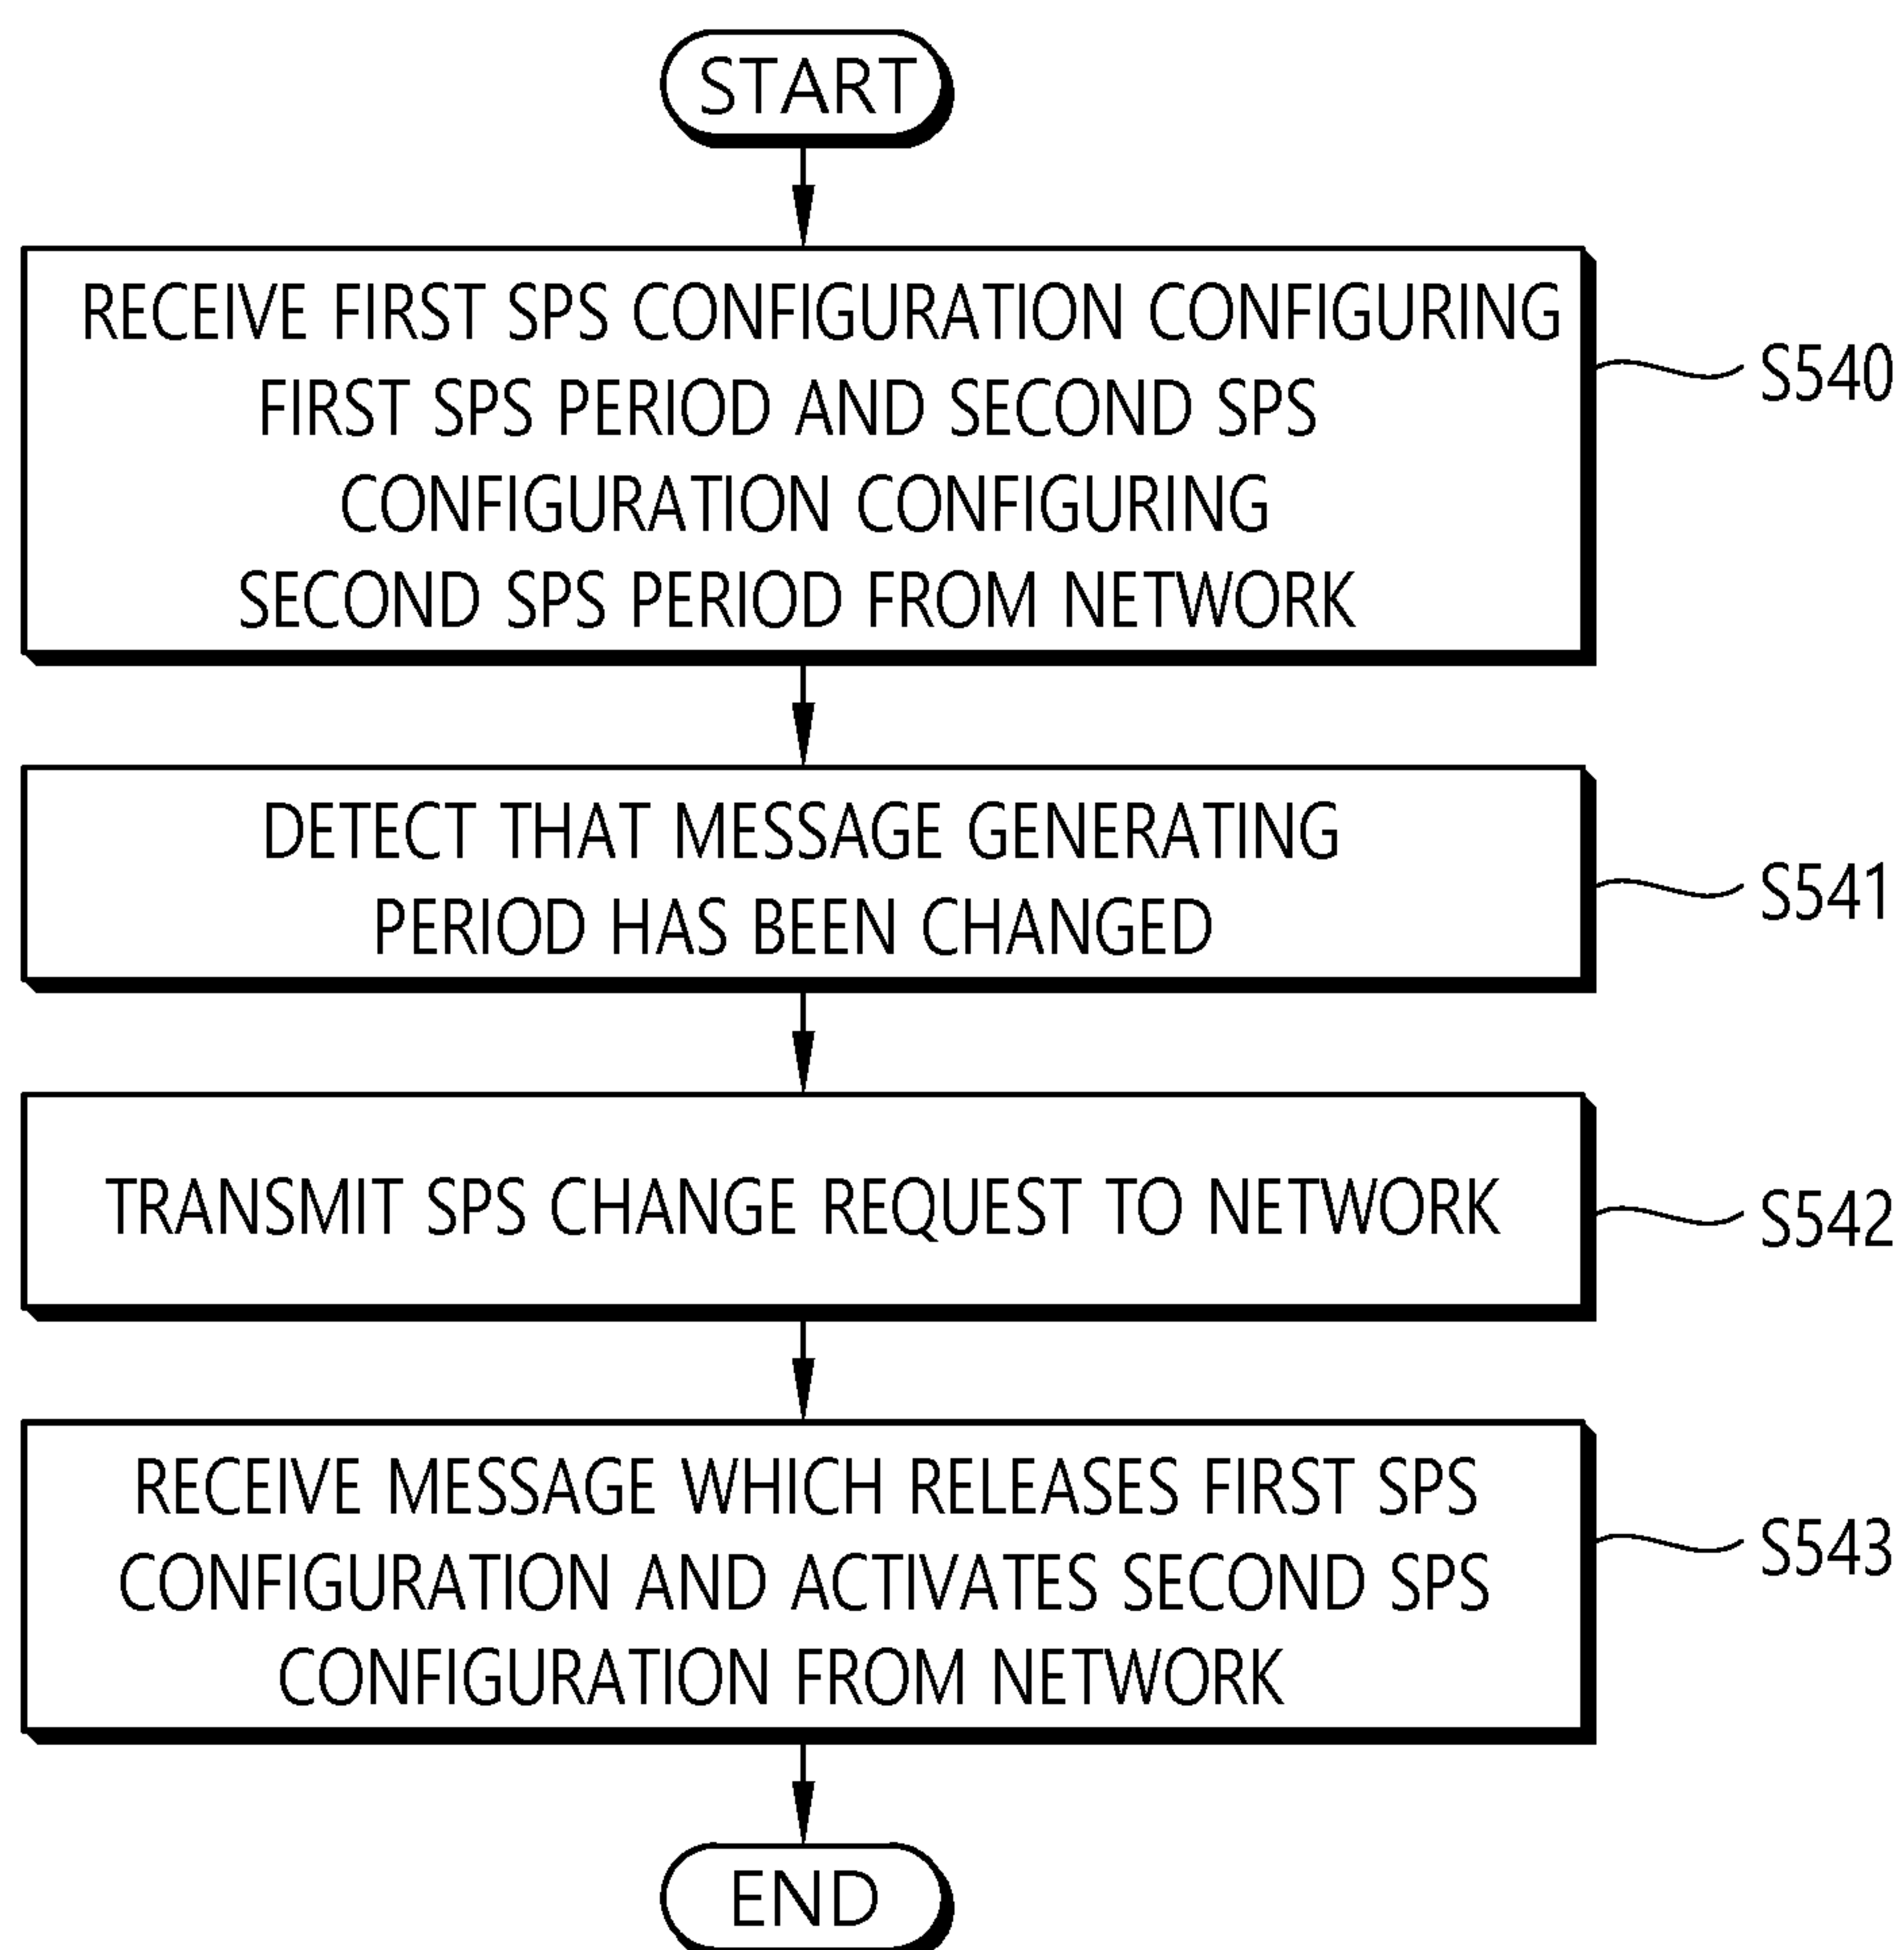 START
RECEIVE FIRST SPS CONFIGURATION CONFIGURING
FIRST SPS PERIOD AND SECOND SPS
CONFIGURATION CONFIGURING
SECOND SPS PERIOD FROM NETWORK
S540
DETECT THAT MESSAGE GENERATING
PERIOD HAS BEEN CHANGED
S541
TRANSMIT SPS CHANGE REQUEST TO NETWORK
S542
RECEIVE MESSAGE WHICH RELEASES FIRST SPS
CONFIGURATION AND ACTIVATES SECOND SPS
CONFIGURATION FROM NETWORK
S543
END